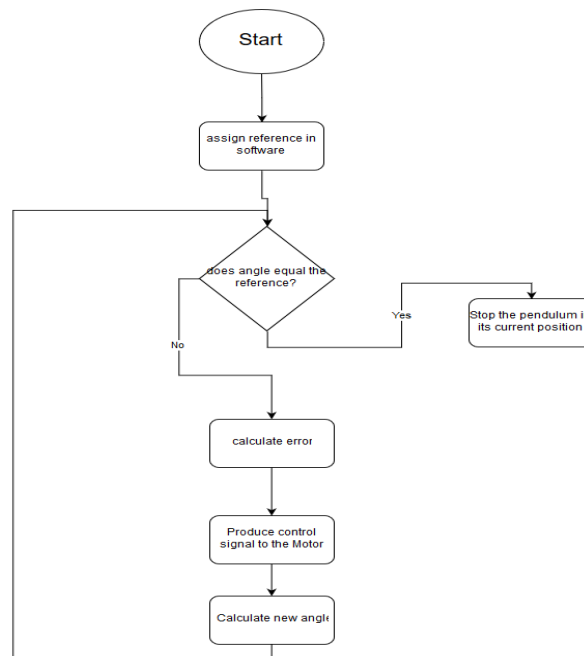 Start
assign reference in
software
does angle equal the
reference?
Yes
Stop the pendulum i
its current position
No
calculate error
Produce control
signal to the Motor
Calculate new angle